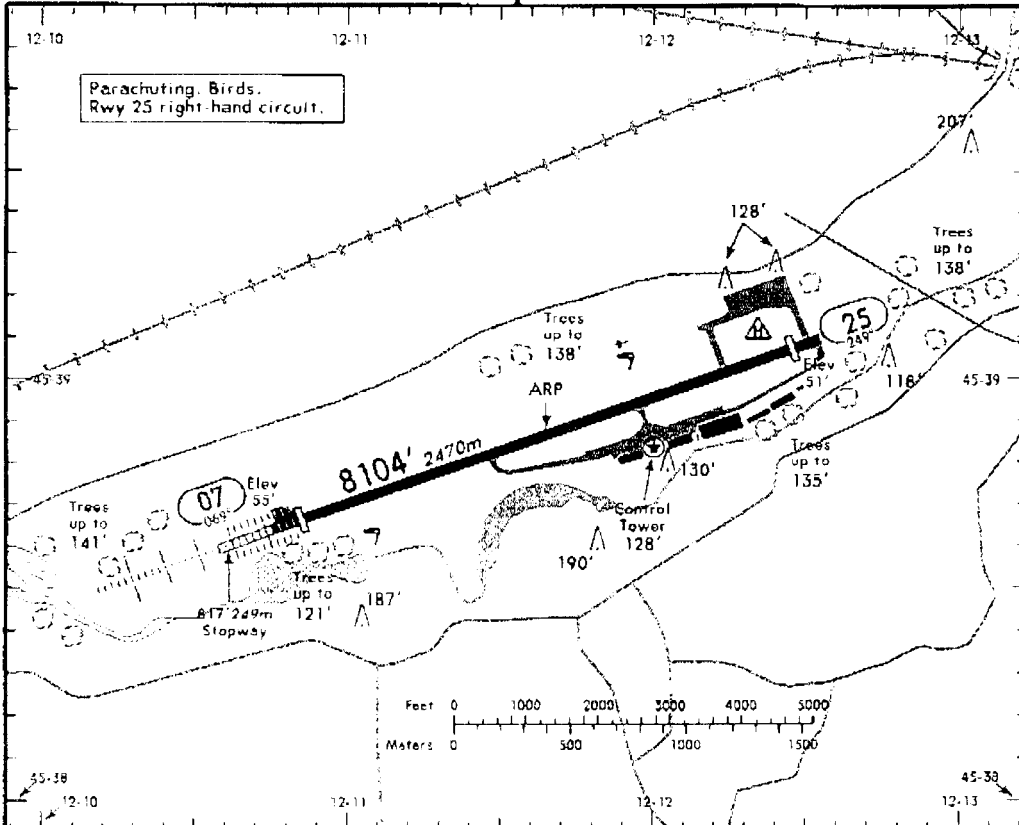 12-10
12-11
12-12
12-13
Parachuting. Birds.
Rwy 25 right-hand circuit.
207'
128'
Trees
up to
138'
25
249°
Trees
up to
138'
Elev
51'
118'
45-39
45-39
ARP
8104' 2470m
130'
Trees
up to
135'
07
069°
Elev
55'
Trees
up to
141'
Control
Tower
128'
190'
Trees
up to
121'
187'
817' 249m
Stopway
Feet 0 1000 2000 3000 4000 5000
Meters 0 500 1000 1500
45-38
45-38
12-10
12-11
12-12
12-13